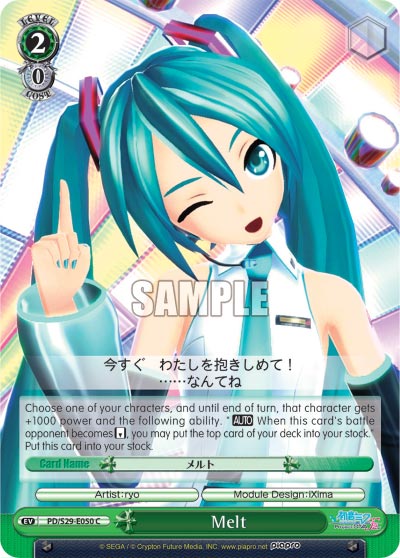 LEVEL
2
0
COST
SAMPLE
今すぐ　わたしを抱きしめて！
……なんてね
Choose one of your chracters, and until end of turn, that character gets
+1000 power and the following ability. "AUTO When this card's battle
opponent becomes , you may put the top card of your deck into your stock."
Put this card into your stock.
Card Name
メルト
Artist:ryo
Module Design:iXima
EV
PD/S29-E050 C
Melt
初音ミク
© SEGA / © Crypton Future Media, INC. www.piapro.net piapro